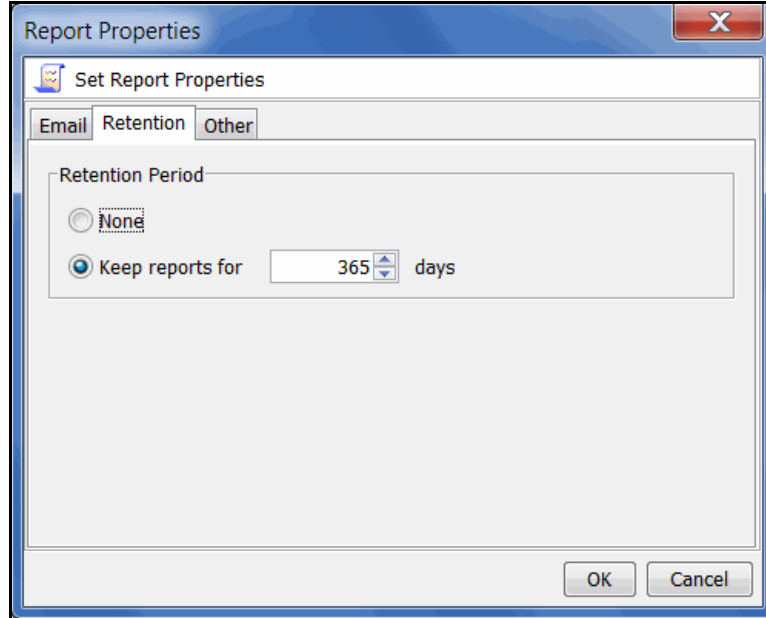 Report Properties
Set Report Properties
Email Retention Other
Retention Period
None
Keep reports for 365 days
OK Cancel